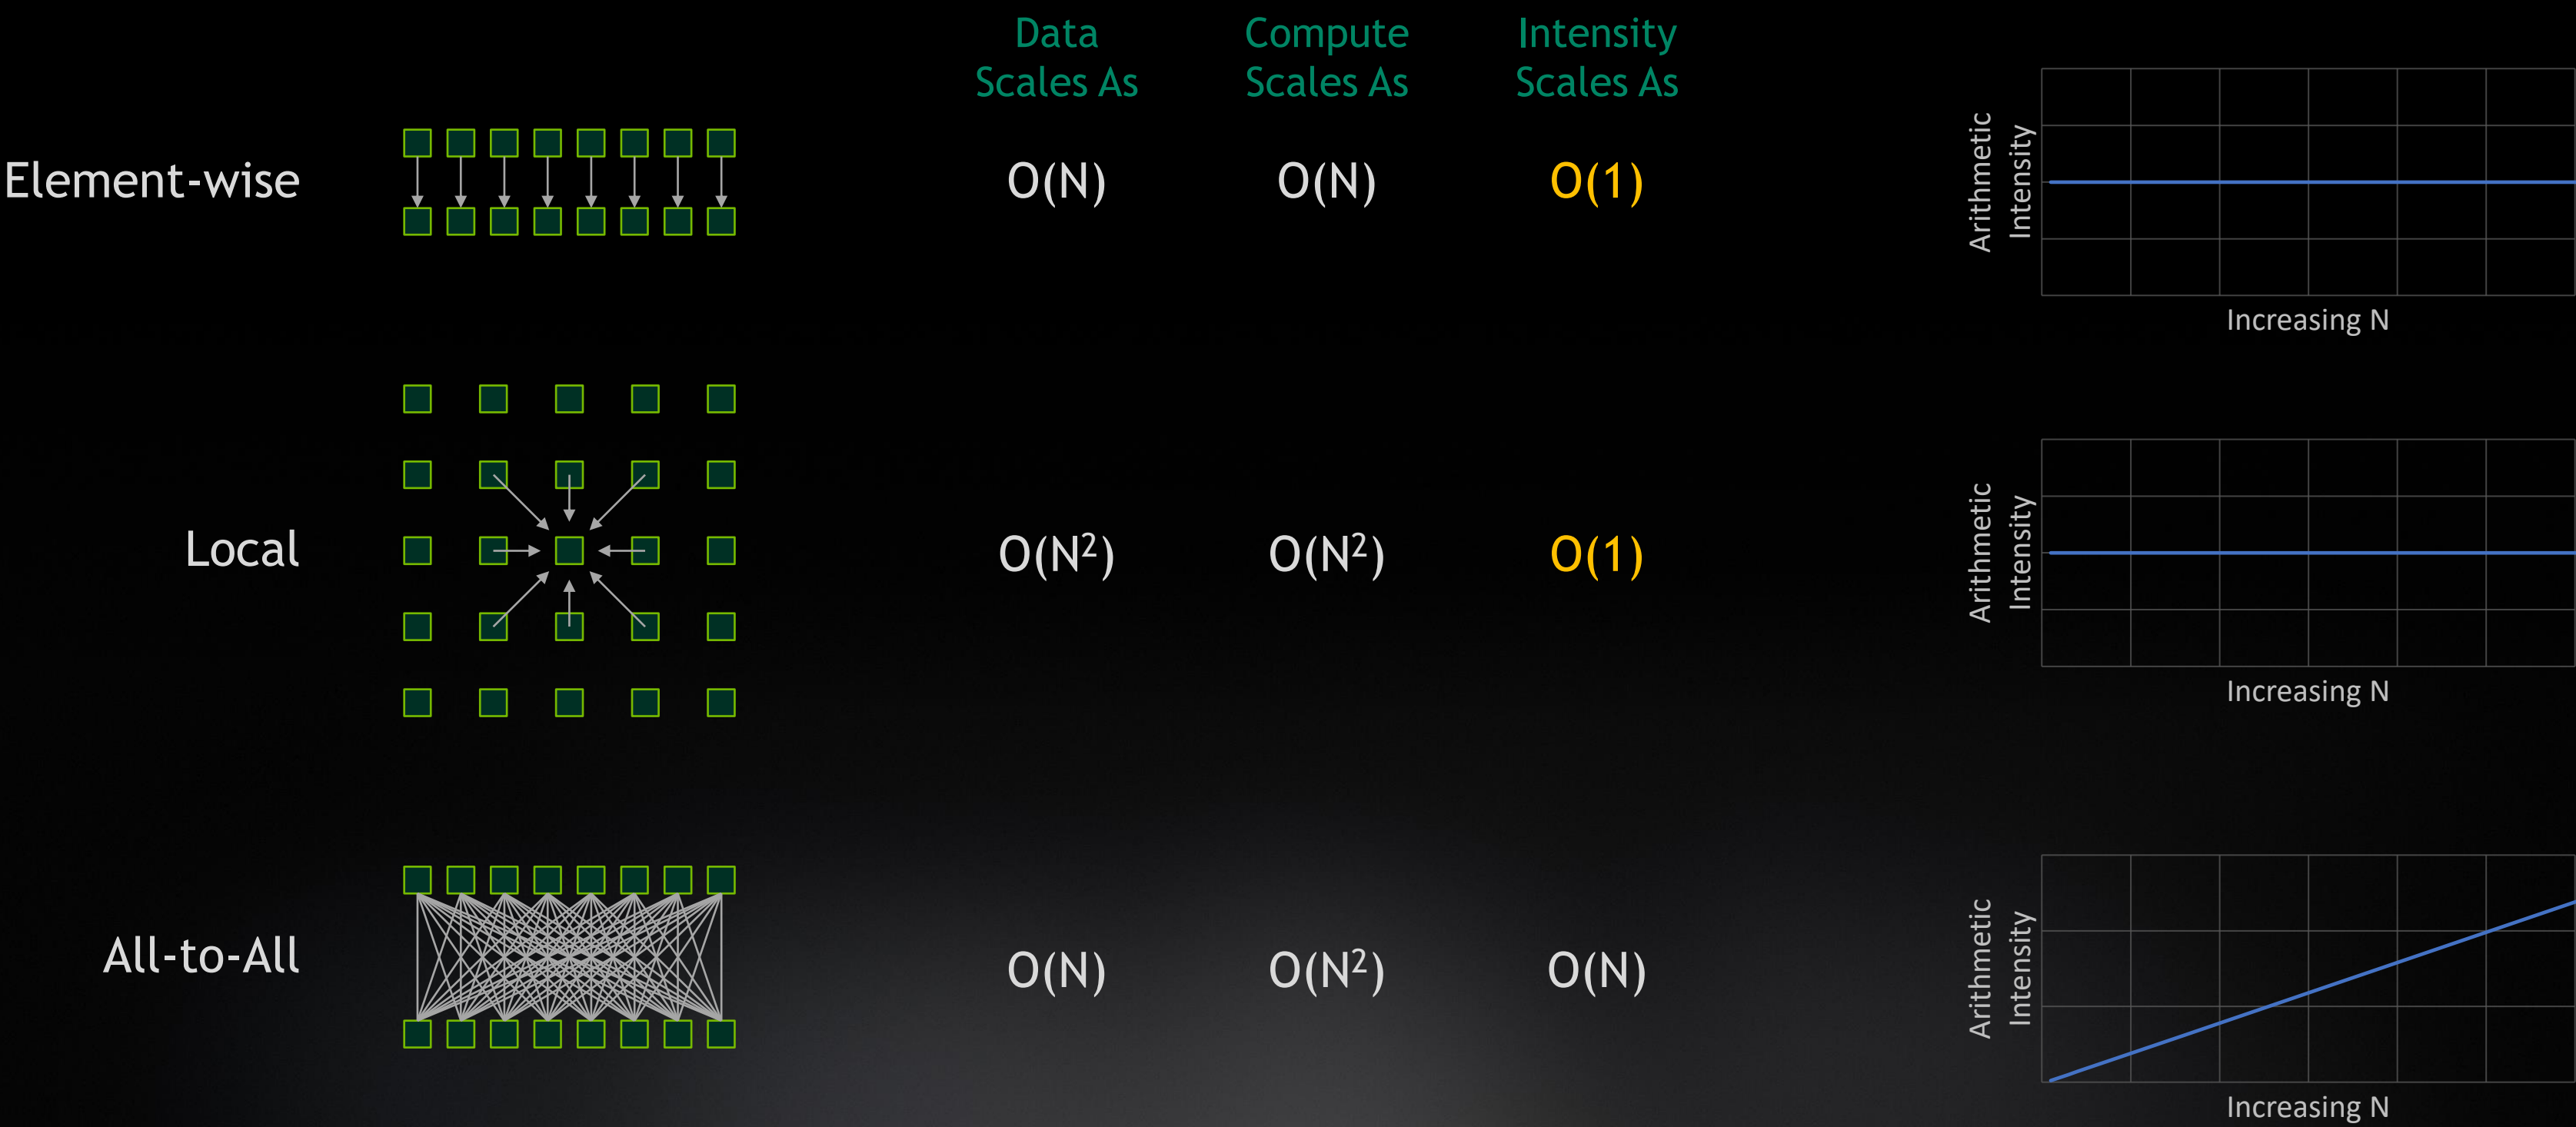 Data
Scales As
Compute
Scales As
Intensity
Scales As
Element-wise
O(N)
O(N)
O(1)
Arithmetic
Intensity
Increasing N
Local
O(N²)
O(N²)
O(1)
Arithmetic
Intensity
Increasing N
All-to-All
O(N)
O(N²)
O(N)
Arithmetic
Intensity
Increasing N